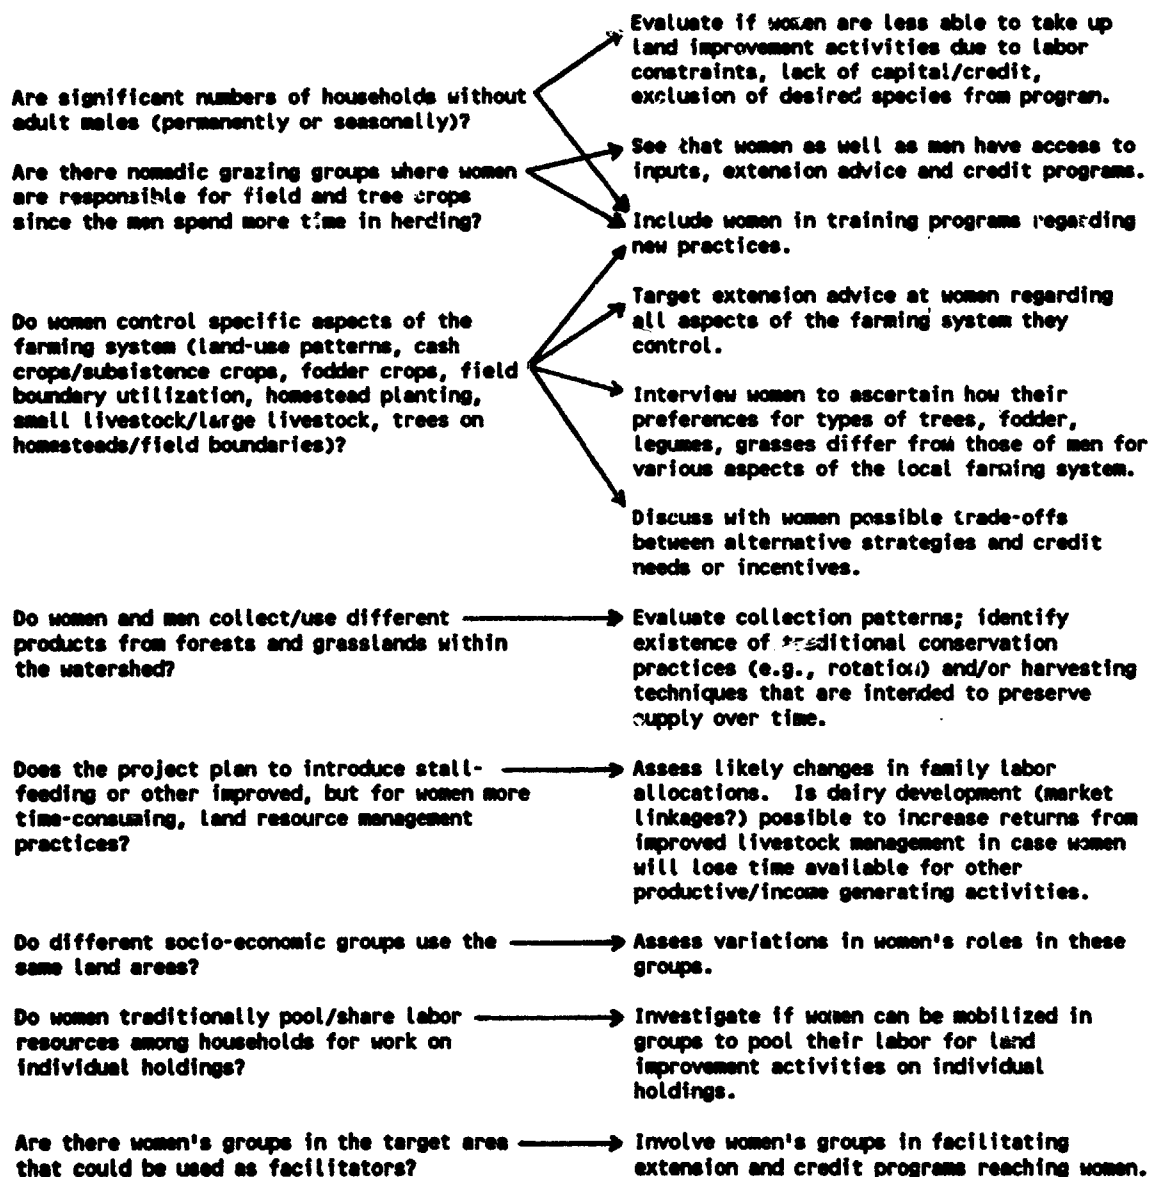 Are significant numbers of households without
adult males (permanently or seasonally)?
Are there nomadic grazing groups where women
are responsible for field and tree crops
since the men spend more time in herding?
Do women control specific aspects of the
farming system (land-use patterns, cash
crops/subsistence crops, fodder crops, field
boundary utilization, homestead planting,
small livestock/large livestock, trees on
homesteads/field boundaries)?
Evaluate if women are less able to take up
land improvement activities due to labor
constraints, lack of capital/credit,
exclusion of desired species from program.
See that women as well as men have access to
inputs, extension advice and credit programs.
Include women in training programs regarding
new practices.
Target extension advice at women regarding
all aspects of the farming system they
control.
Interview women to ascertain how their
preferences for types of trees, fodder,
legumes, grasses differ from those of men for
various aspects of the local farming system.
Discuss with women possible trade-offs
between alternative strategies and credit
needs or incentives.
Do women and men collect/use different
products from forests and grasslands within
the watershed?
Evaluate collection patterns; identify
existence of traditional conservation
practices (e.g., rotation) and/or harvesting
techniques that are intended to preserve
supply over time.
Does the project plan to introduce stall-
feeding or other improved, but for women more
time-consuming, land resource management
practices?
Assess likely changes in family labor
allocations. Is dairy development (market
linkages?) possible to increase returns from
improved livestock management in case women
will lose time available for other
productive/income generating activities.
Do different socio-economic groups use the
same land areas?
Assess variations in women's roles in these
groups.
Do women traditionally pool/share labor
resources among households for work on
individual holdings?
Investigate if women can be mobilized in
groups to pool their labor for land
improvement activities on individual
holdings.
Are there women's groups in the target area
that could be used as facilitators?
Involve women's groups in facilitating
extension and credit programs reaching women.